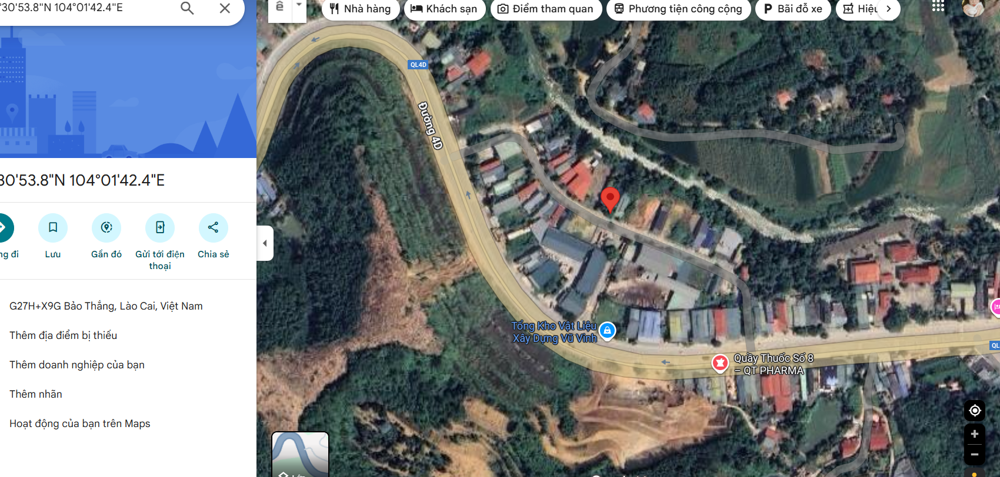 °30'53.8"N 104°01'42.4"E
ê
Nhà hàng
Khách sạn
Điểm tham quan
Phương tiện công cộng
P Bãi đỗ xe
Hiệu
QL4D
Đường 4D
30'53.8"N 104°01'42.4"E
ng đi
Lưu
Gần đó
Gửi tới điện
thoại
Chia sẻ
G27H+X9G Bảo Thắng, Lào Cai, Việt Nam
Thêm địa điểm bị thiếu
Thêm doanh nghiệp của bạn
Thêm nhãn
Hoạt động của bạn trên Maps
Tổng Kho Vật Liệu
Xây Dựng Vũ Vinh
Quầy Thuốc Số 8
– QT PHARMA
QL